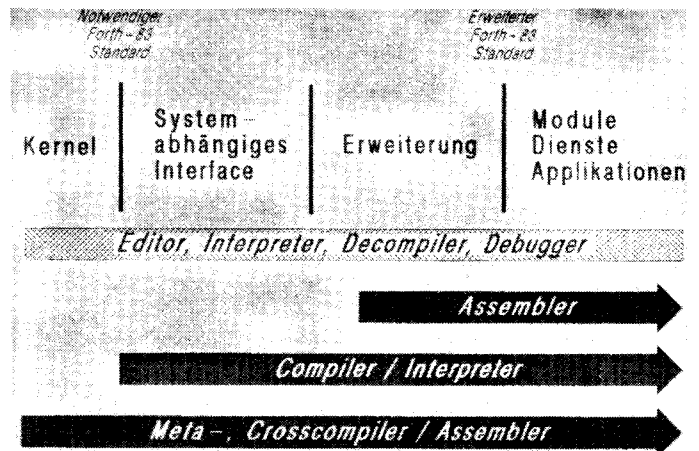 Notwendiger
Forth-83
Standard
Erweiterter
Forth-83
Standard
Kernel
System-
abhängiges
Interface
Erweiterung
Module
Dienste
Applikationen
Editor, Interpreter, Decompiler, Debugger
Assembler
Compiler / Interpreter
Meta-, Crosscompiler / Assembler